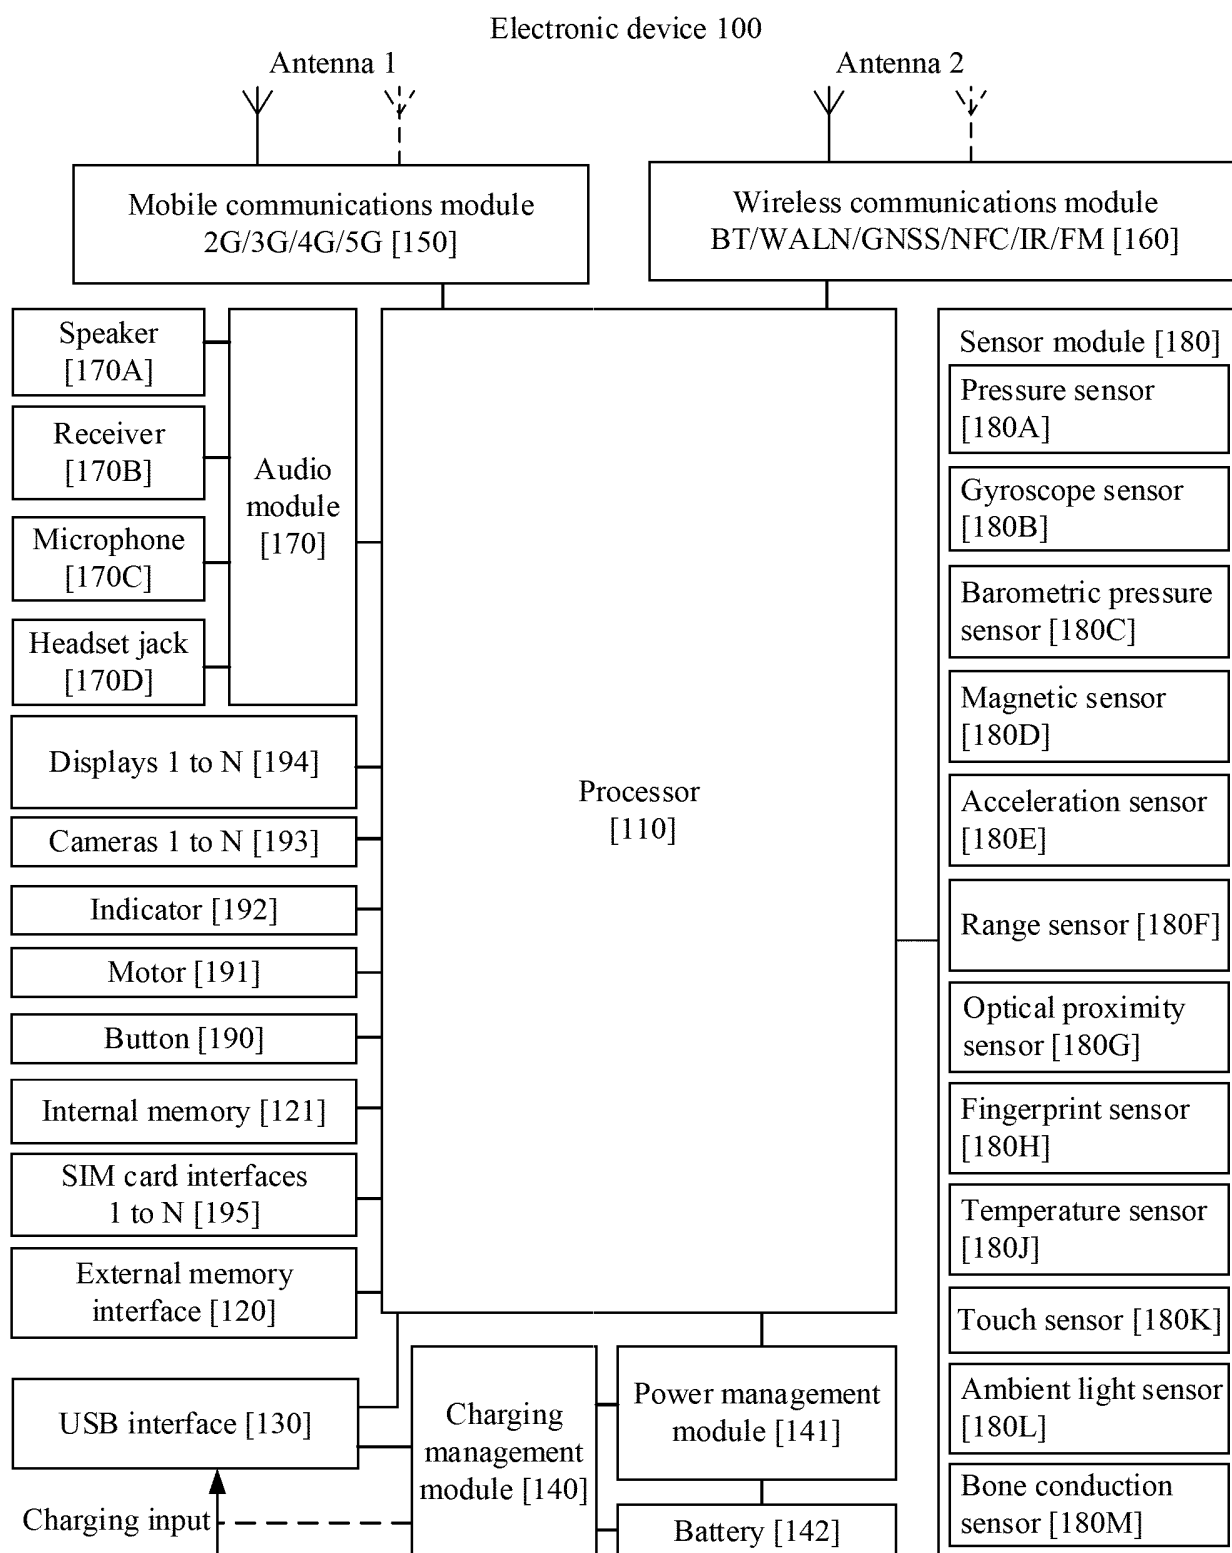 Electronic device 100
Antenna 1
Antenna 2
Mobile communications module
2G/3G/4G/5G [150]
Wireless communications module
BT/WALN/GNSS/NFC/IR/FM [160]
Speaker
[170A]
Receiver
[170B]
Microphone
[170C]
Headset jack
[170D]
Audio
module
[170]
Displays 1 to N [194]
Cameras 1 to N [193]
Indicator [192]
Motor [191]
Button [190]
Internal memory [121]
SIM card interfaces
1 to N [195]
External memory
interface [120]
USB interface [130]
Charging input
Processor
[110]
Charging
management
module [140]
Power management
module [141]
Battery [142]
Sensor module [180]
Pressure sensor
[180A]
Gyroscope sensor
[180B]
Barometric pressure
sensor [180C]
Magnetic sensor
[180D]
Acceleration sensor
[180E]
Range sensor [180F]
Optical proximity
sensor [180G]
Fingerprint sensor
[180H]
Temperature sensor
[180J]
Touch sensor [180K]
Ambient light sensor
[180L]
Bone conduction
sensor [180M]